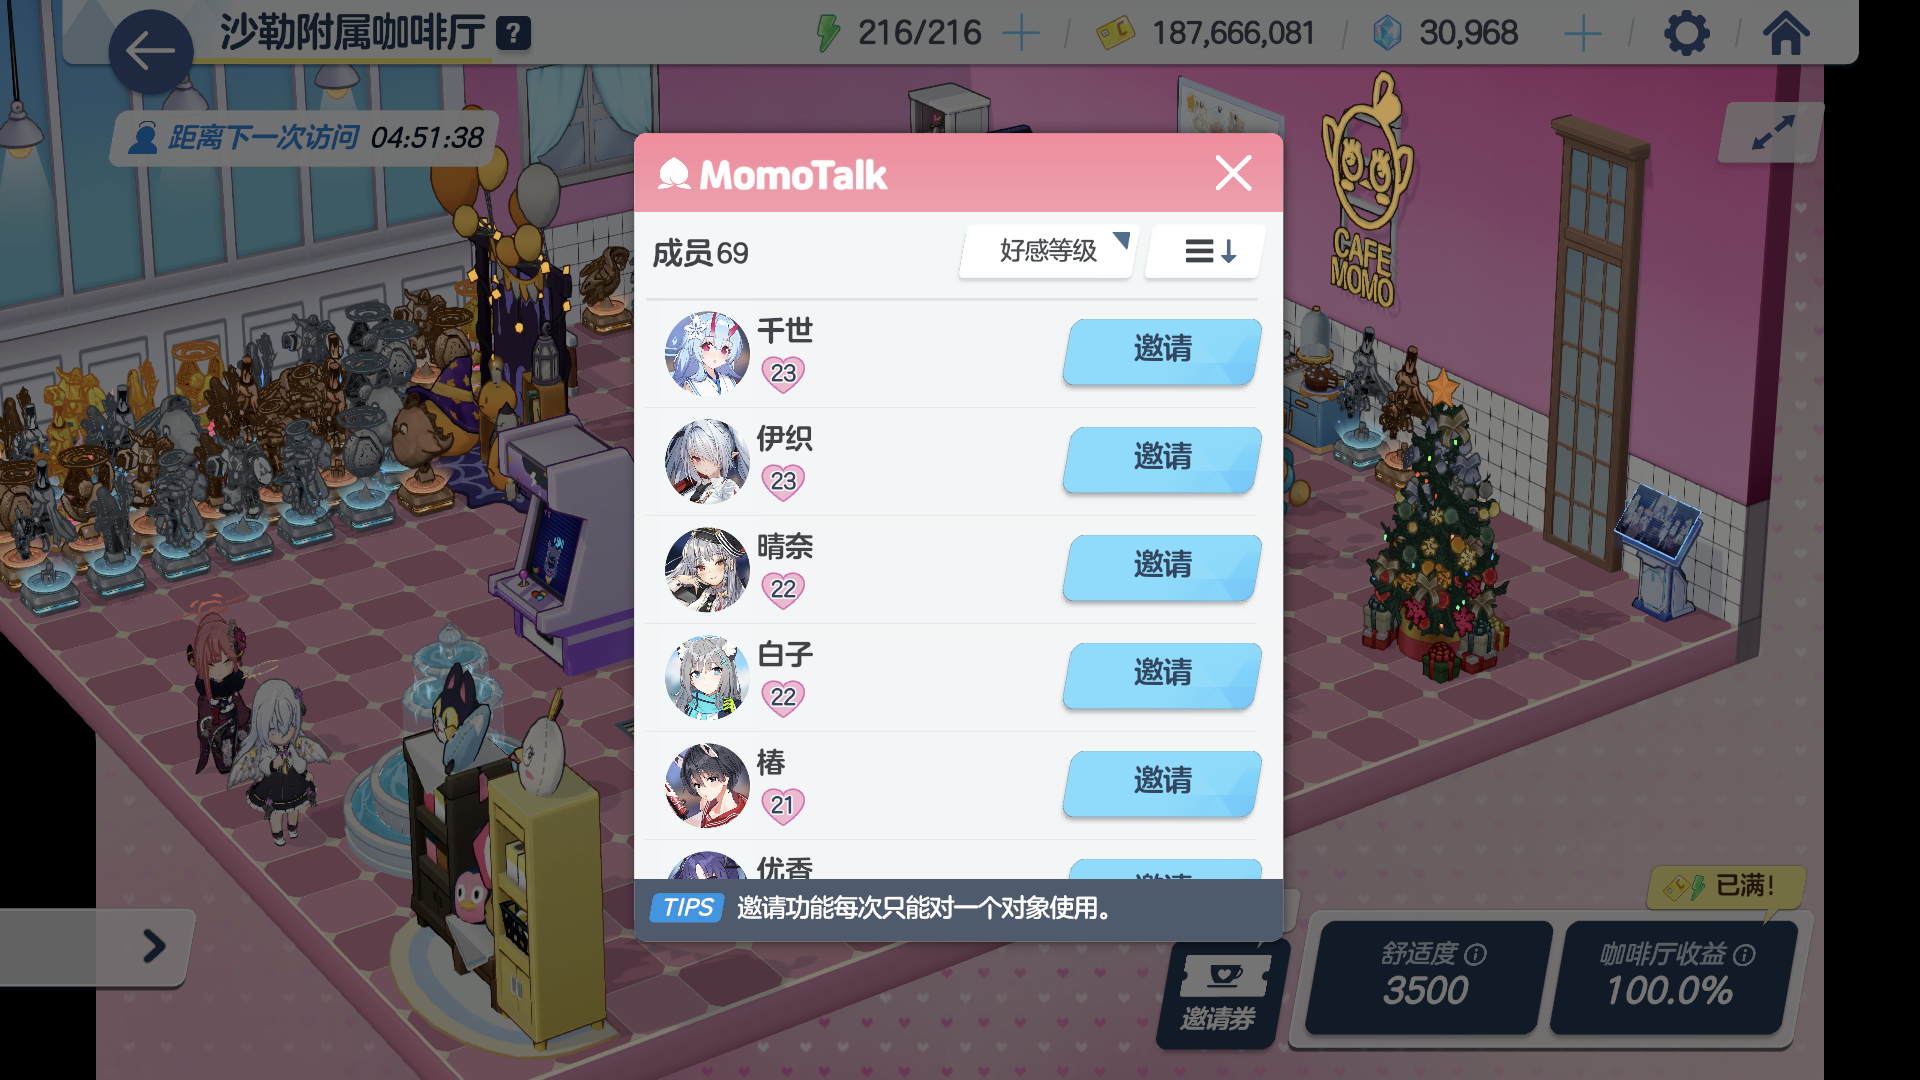 沙勒附属咖啡厅 ?
216/216
187,666,081
30,968
距离下一次访问 04:51:38
MomoTalk
成员69
好感等级
千世
23
邀请
伊织
23
邀请
晴奈
22
邀请
白子
22
邀请
椿
21
邀请
优香
邀请
TIPS 邀请功能每次只能对一个对象使用。
CAFE
MOMO
已满!
邀请券
舒适度
3500
咖啡厅收益
100.0%